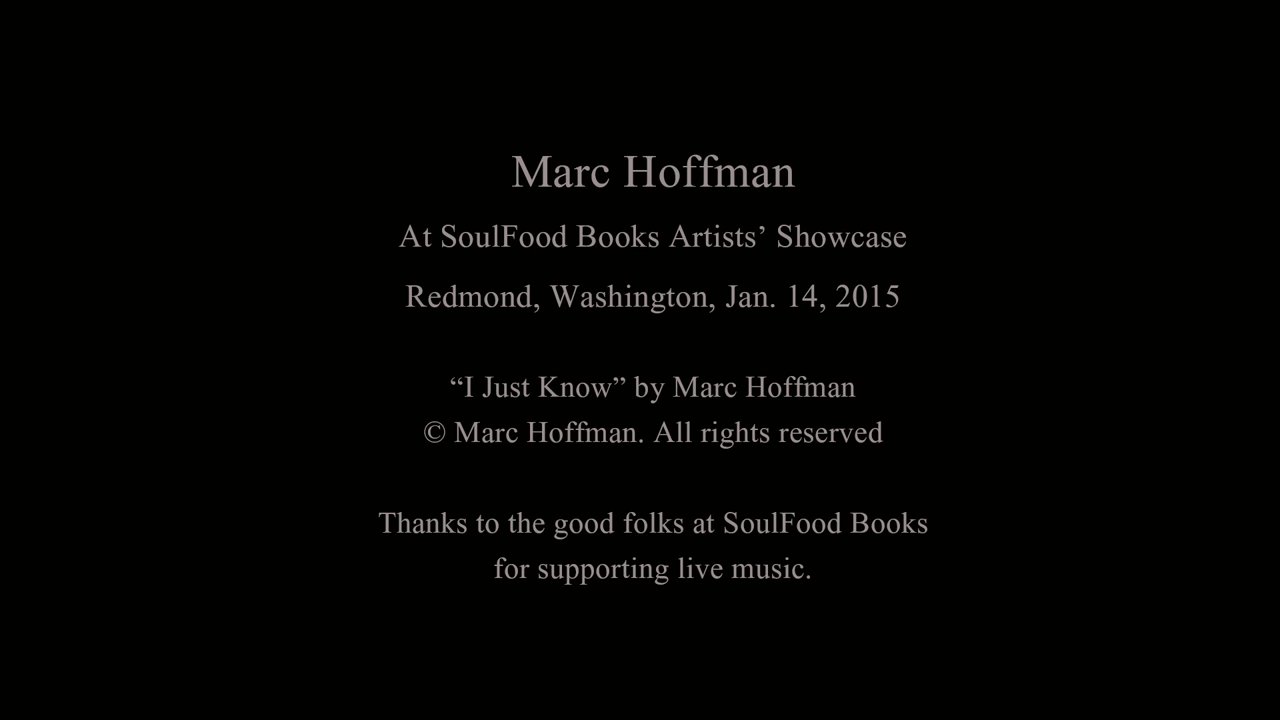 Marc Hoffman
At SoulFood Books Artists’ Showcase
Redmond, Washington, Jan. 14, 2015
“I Just Know” by Marc Hoffman
© Marc Hoffman. All rights reserved
Thanks to the good folks at SoulFood Books
for supporting live music.